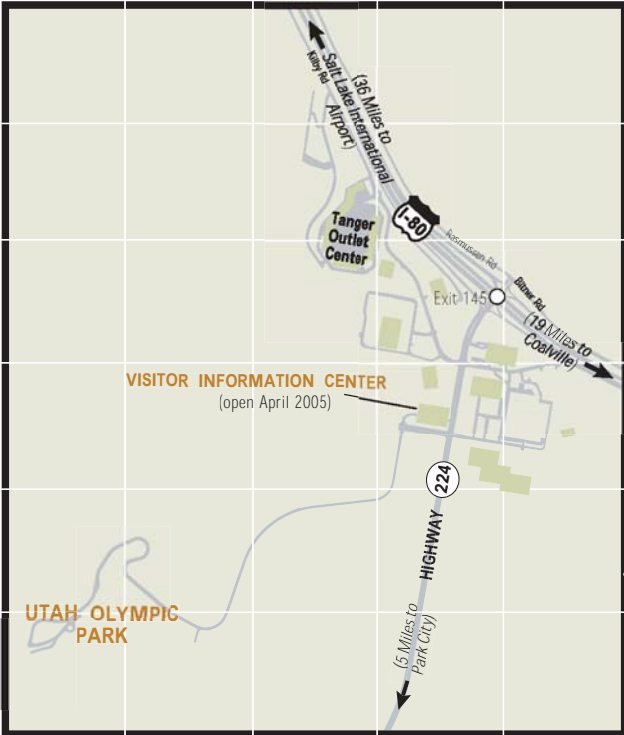 Kilby Rd
(36 Miles to
Salt Lake International
Airport)
I-80
Tanger
Outlet
Center
Rasmussen Rd
Bitner Rd
Exit 145
(19 Miles to
Coalville)
VISITOR INFORMATION CENTER
(open April 2005)
224
HIGHWAY
UTAH OLYMPIC
PARK
(5 Miles to
Park City)